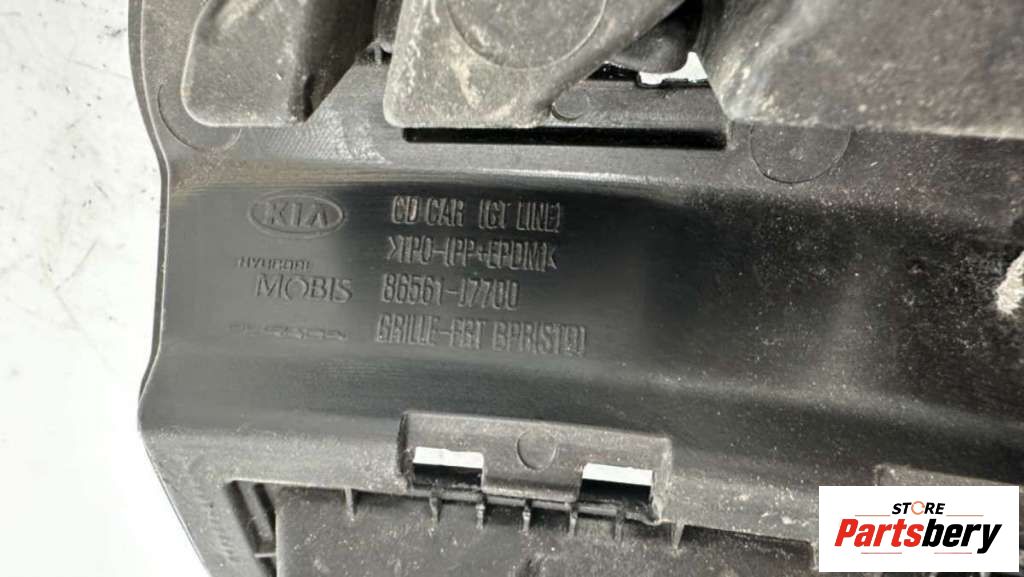 KIA
CD CAR (GT LINE)
>TPO-(PP+EPDM)<
HYUNDAI
MOBIS
86561-J7700
GRILLE-FRT BPR(STD)
STORE
Partsbery